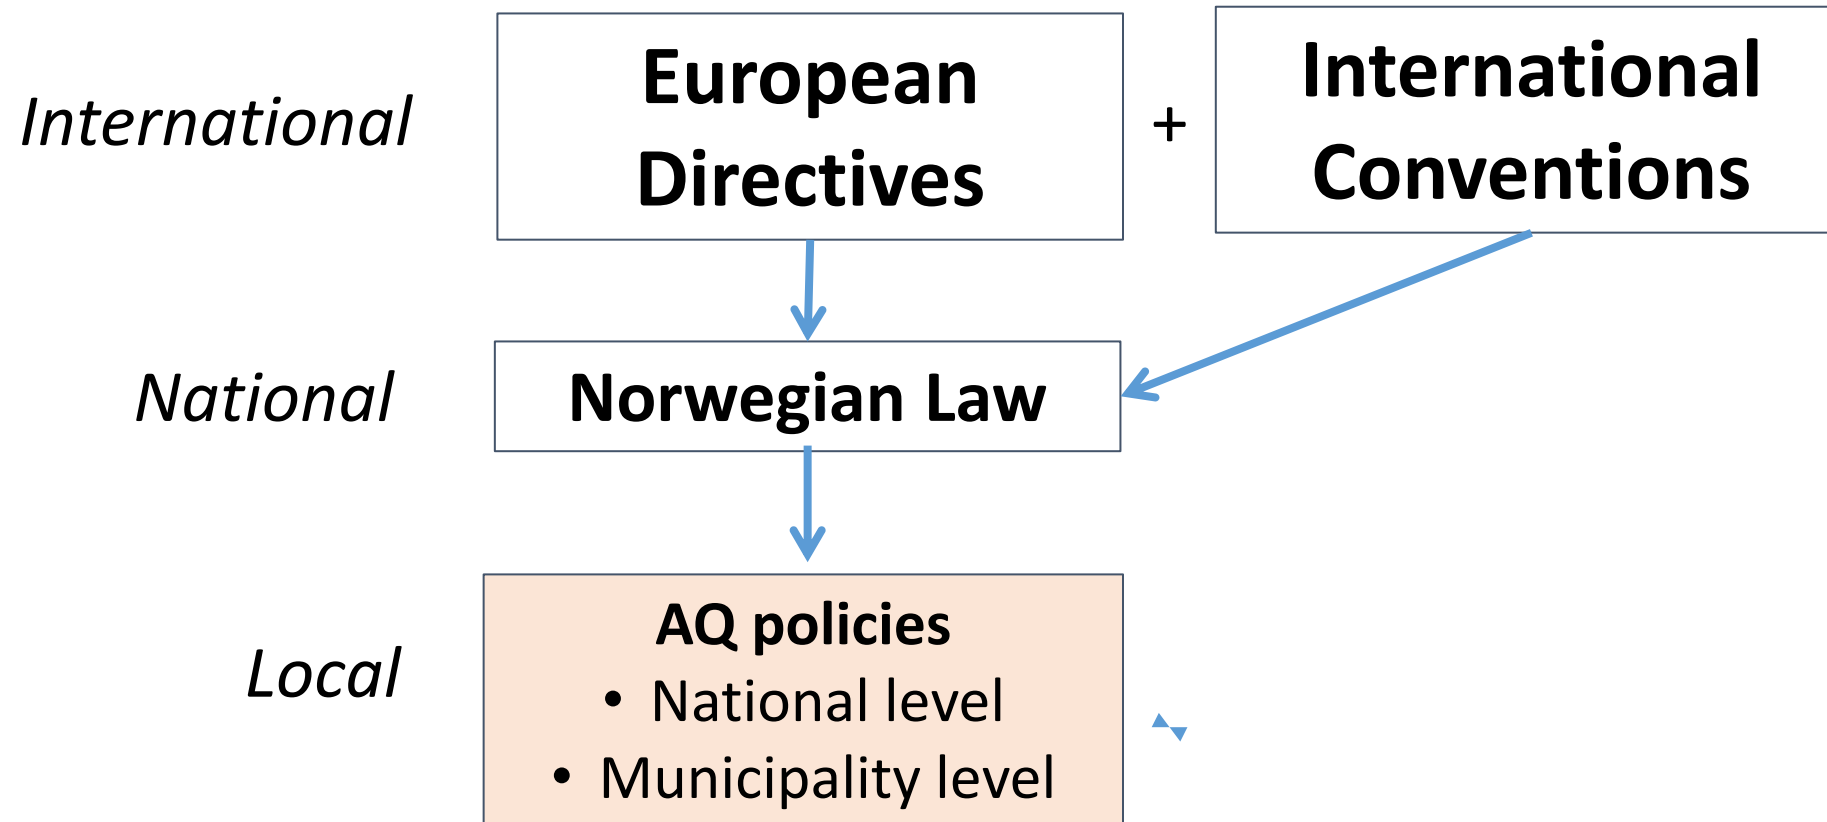 International
European
Directives
+
International
Conventions
National
Norwegian Law
Local
AQ policies
• National level
• Municipality level